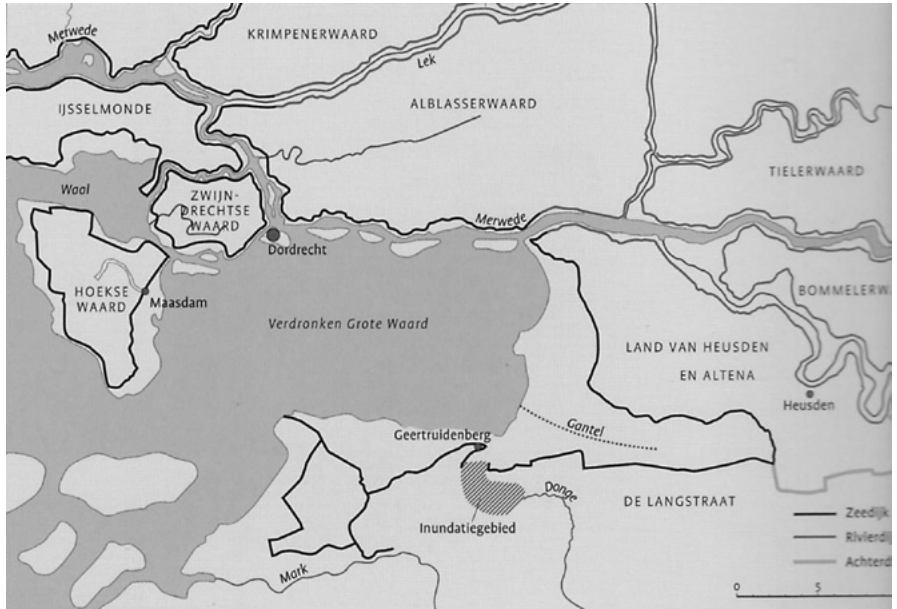 Merwede
KRIMPENERWAARD
Lek
IJSSELMONDE
ALBLASSERWAARD
TIELERWAARD
Waal
ZWIJN-
DRECHTSE
WAARD
Merwede
Dordrecht
HOEKSE
WAARD
Maasdam
BOMMELERWA
Verdronken Grote Waard
LAND VAN HEUSDEN
EN ALTENA
Heusden
Gantel
Geertruidenberg
Donge
DE LANGSTRAAT
Inundatiegebied
Zeedijk
Rivierdij
Achterd
Mark
0 5